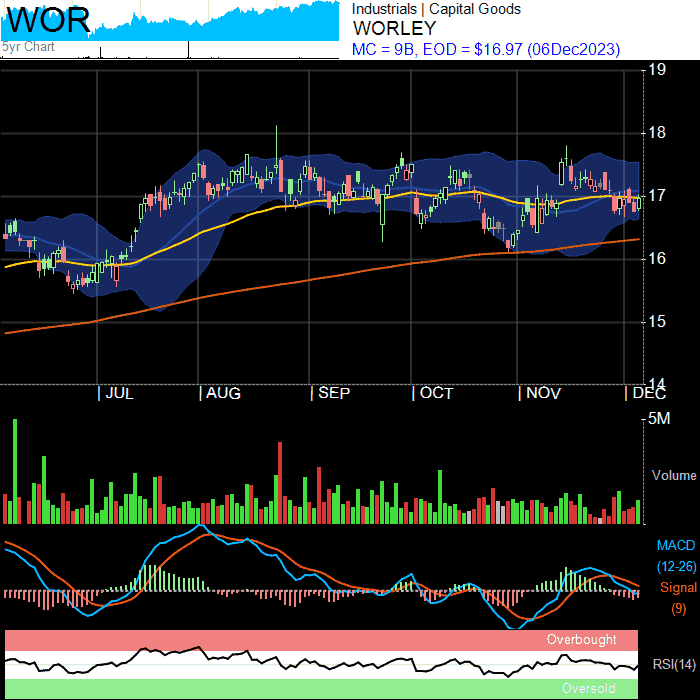 WOR
5yr Chart
Industrials | Capital Goods
WORLEY
MC = 9B, EOD = $16.97 (06Dec2023)
19
18
17
16
15
14
| JUL | AUG | SEP | OCT | NOV | DEC
5M
Volume
MACD
(12-26)
Signal
(9)
Overbought
RSI(14)
Oversold